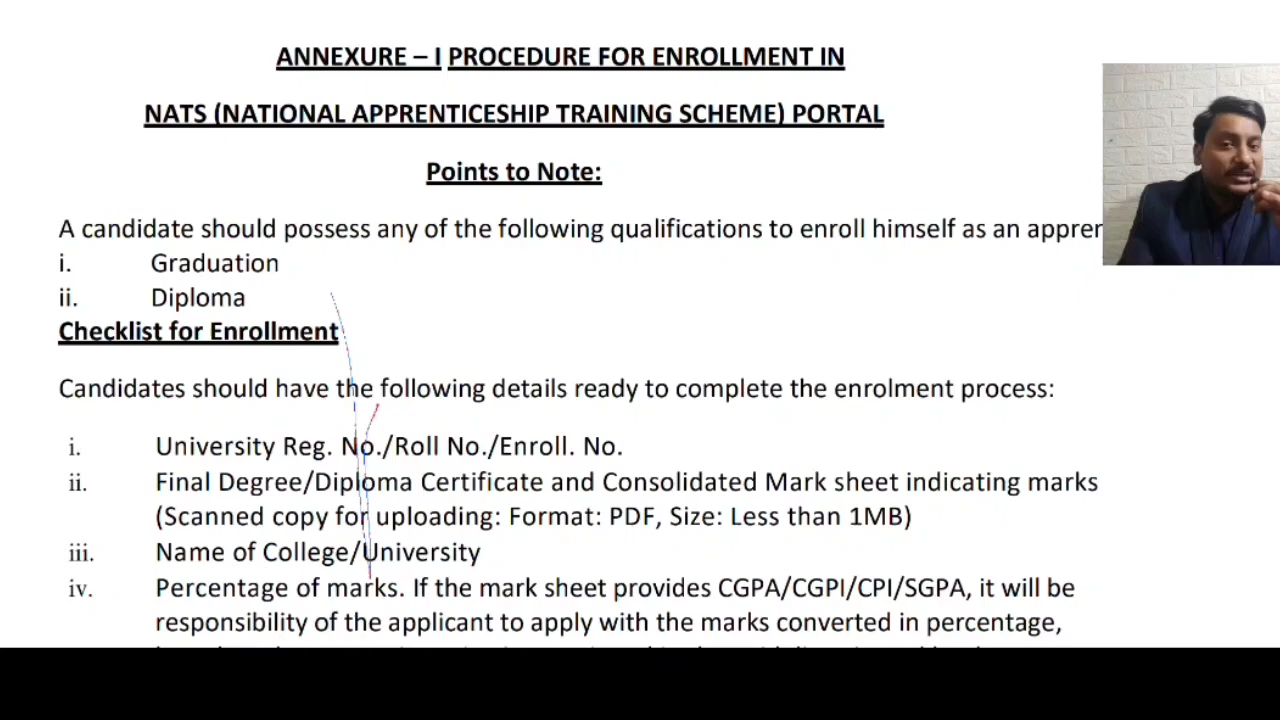 ANNEXURE – I PROCEDURE FOR ENROLLMENT IN
NATS (NATIONAL APPRENTICESHIP TRAINING SCHEME) PORTAL
Points to Note:
A candidate should possess any of the following qualifications to enroll himself as an
i. Graduation
ii. Diploma
Checklist for Enrollment
Candidates should have the following details ready to complete the enrolment process:
i. University Reg. No./Roll No./Enroll. No.
ii. Final Degree/Diploma Certificate and Consolidated Mark sheet indicating marks
(Scanned copy for uploading: Format: PDF, Size: Less than 1MB)
iii. Name of College/University
iv. Percentage of marks. If the mark sheet provides CGPA/CGPI/CPI/SGPA, it will be
responsibility of the applicant to apply with the marks converted in percentage,